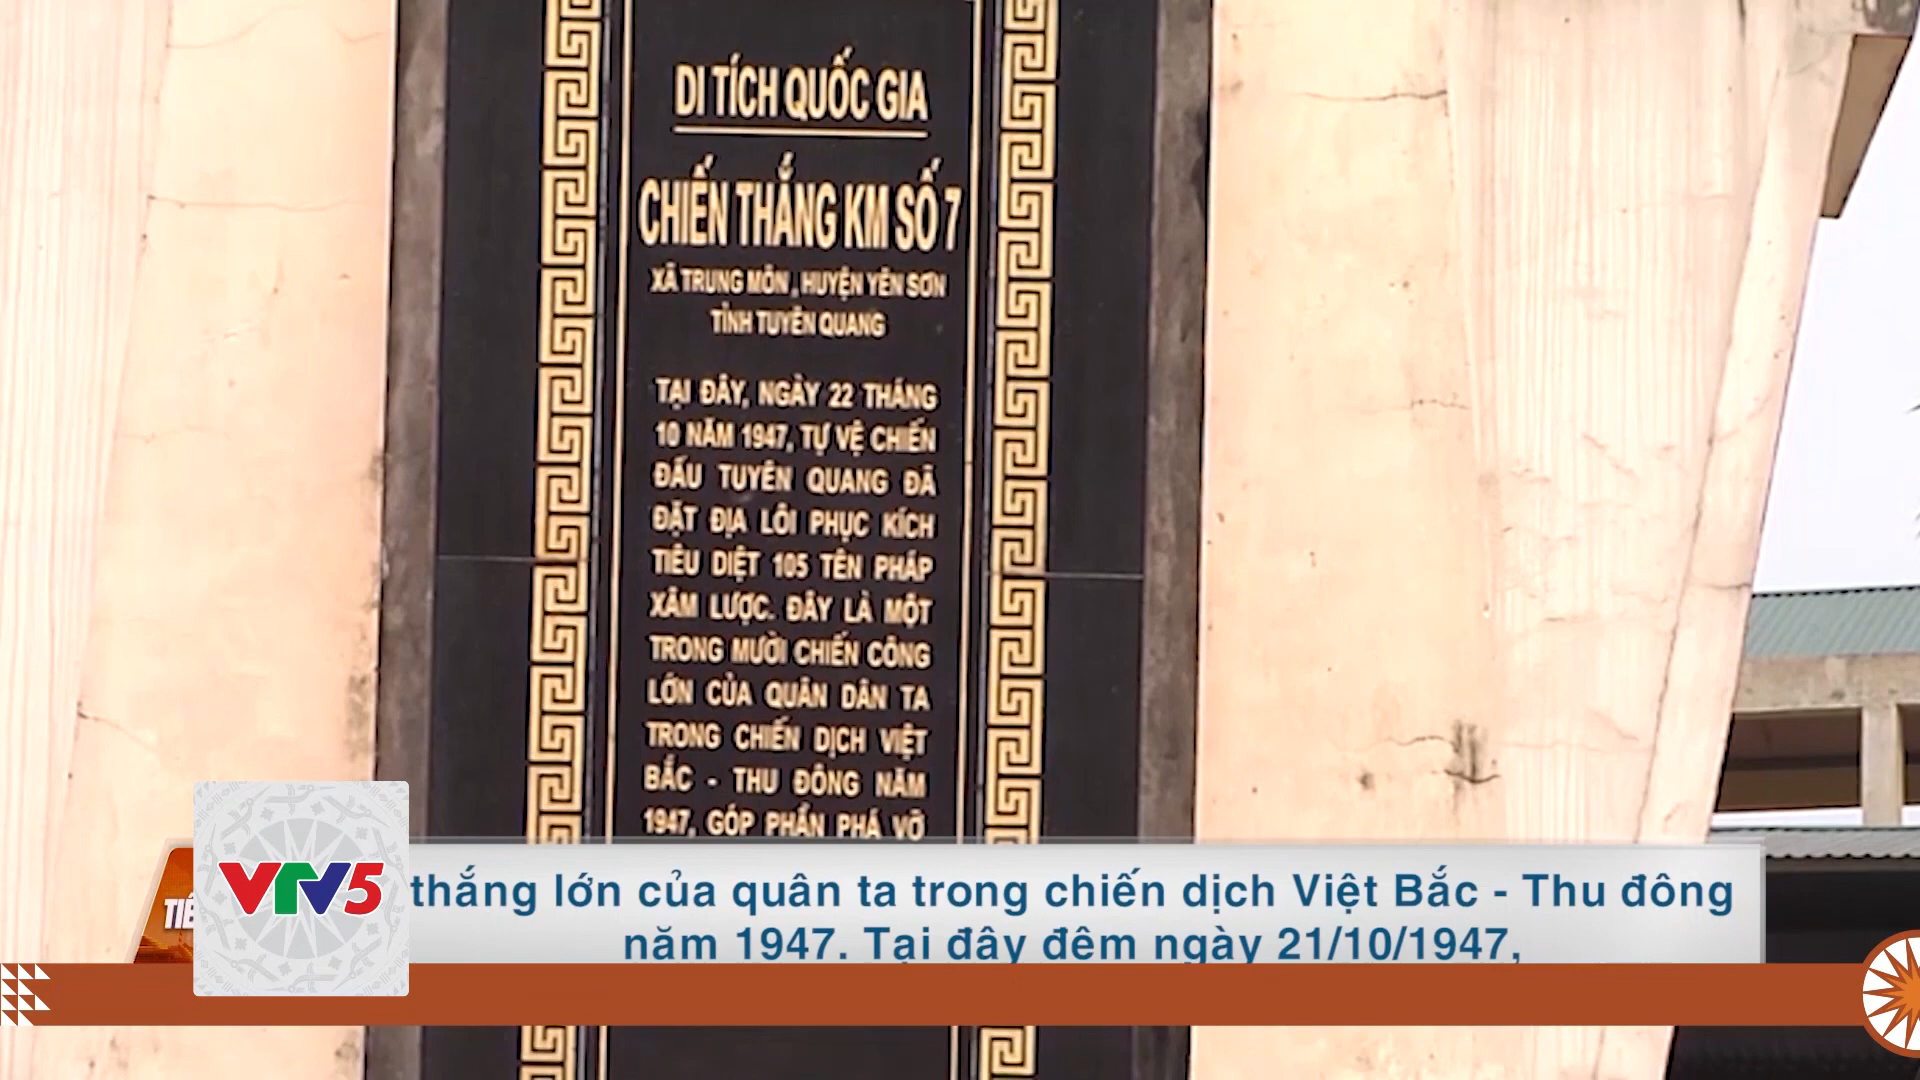 DI TÍCH QUỐC GIA
CHIẾN THẮNG KM SỐ 7
XÃ TRUNG MÔN, HUYỆN YÊN SƠN
TỈNH TUYÊN QUANG
TẠI ĐÂY, NGÀY 22 THÁNG
10 NĂM 1947, TỰ VỆ CHIẾN
ĐẤU TUYÊN QUANG ĐÃ
ĐẶT ĐỊA LÔI PHỤC KÍCH
TIÊU DIỆT 105 TÊN PHÁP
XÂM LƯỢC. ĐÂY LÀ MỘT
TRONG MƯỜI CHIẾN CÔNG
LỚN CỦA QUÂN DÂN TA
TRONG CHIẾN DỊCH VIỆT
BẮC - THU ĐÔNG NĂM
1947, GÓP PHẦN PHÁ VỠ
VTV5
thắng lớn của quân ta trong chiến dịch Việt Bắc - Thu đông
năm 1947. Tại đây đêm ngày 21/10/1947,